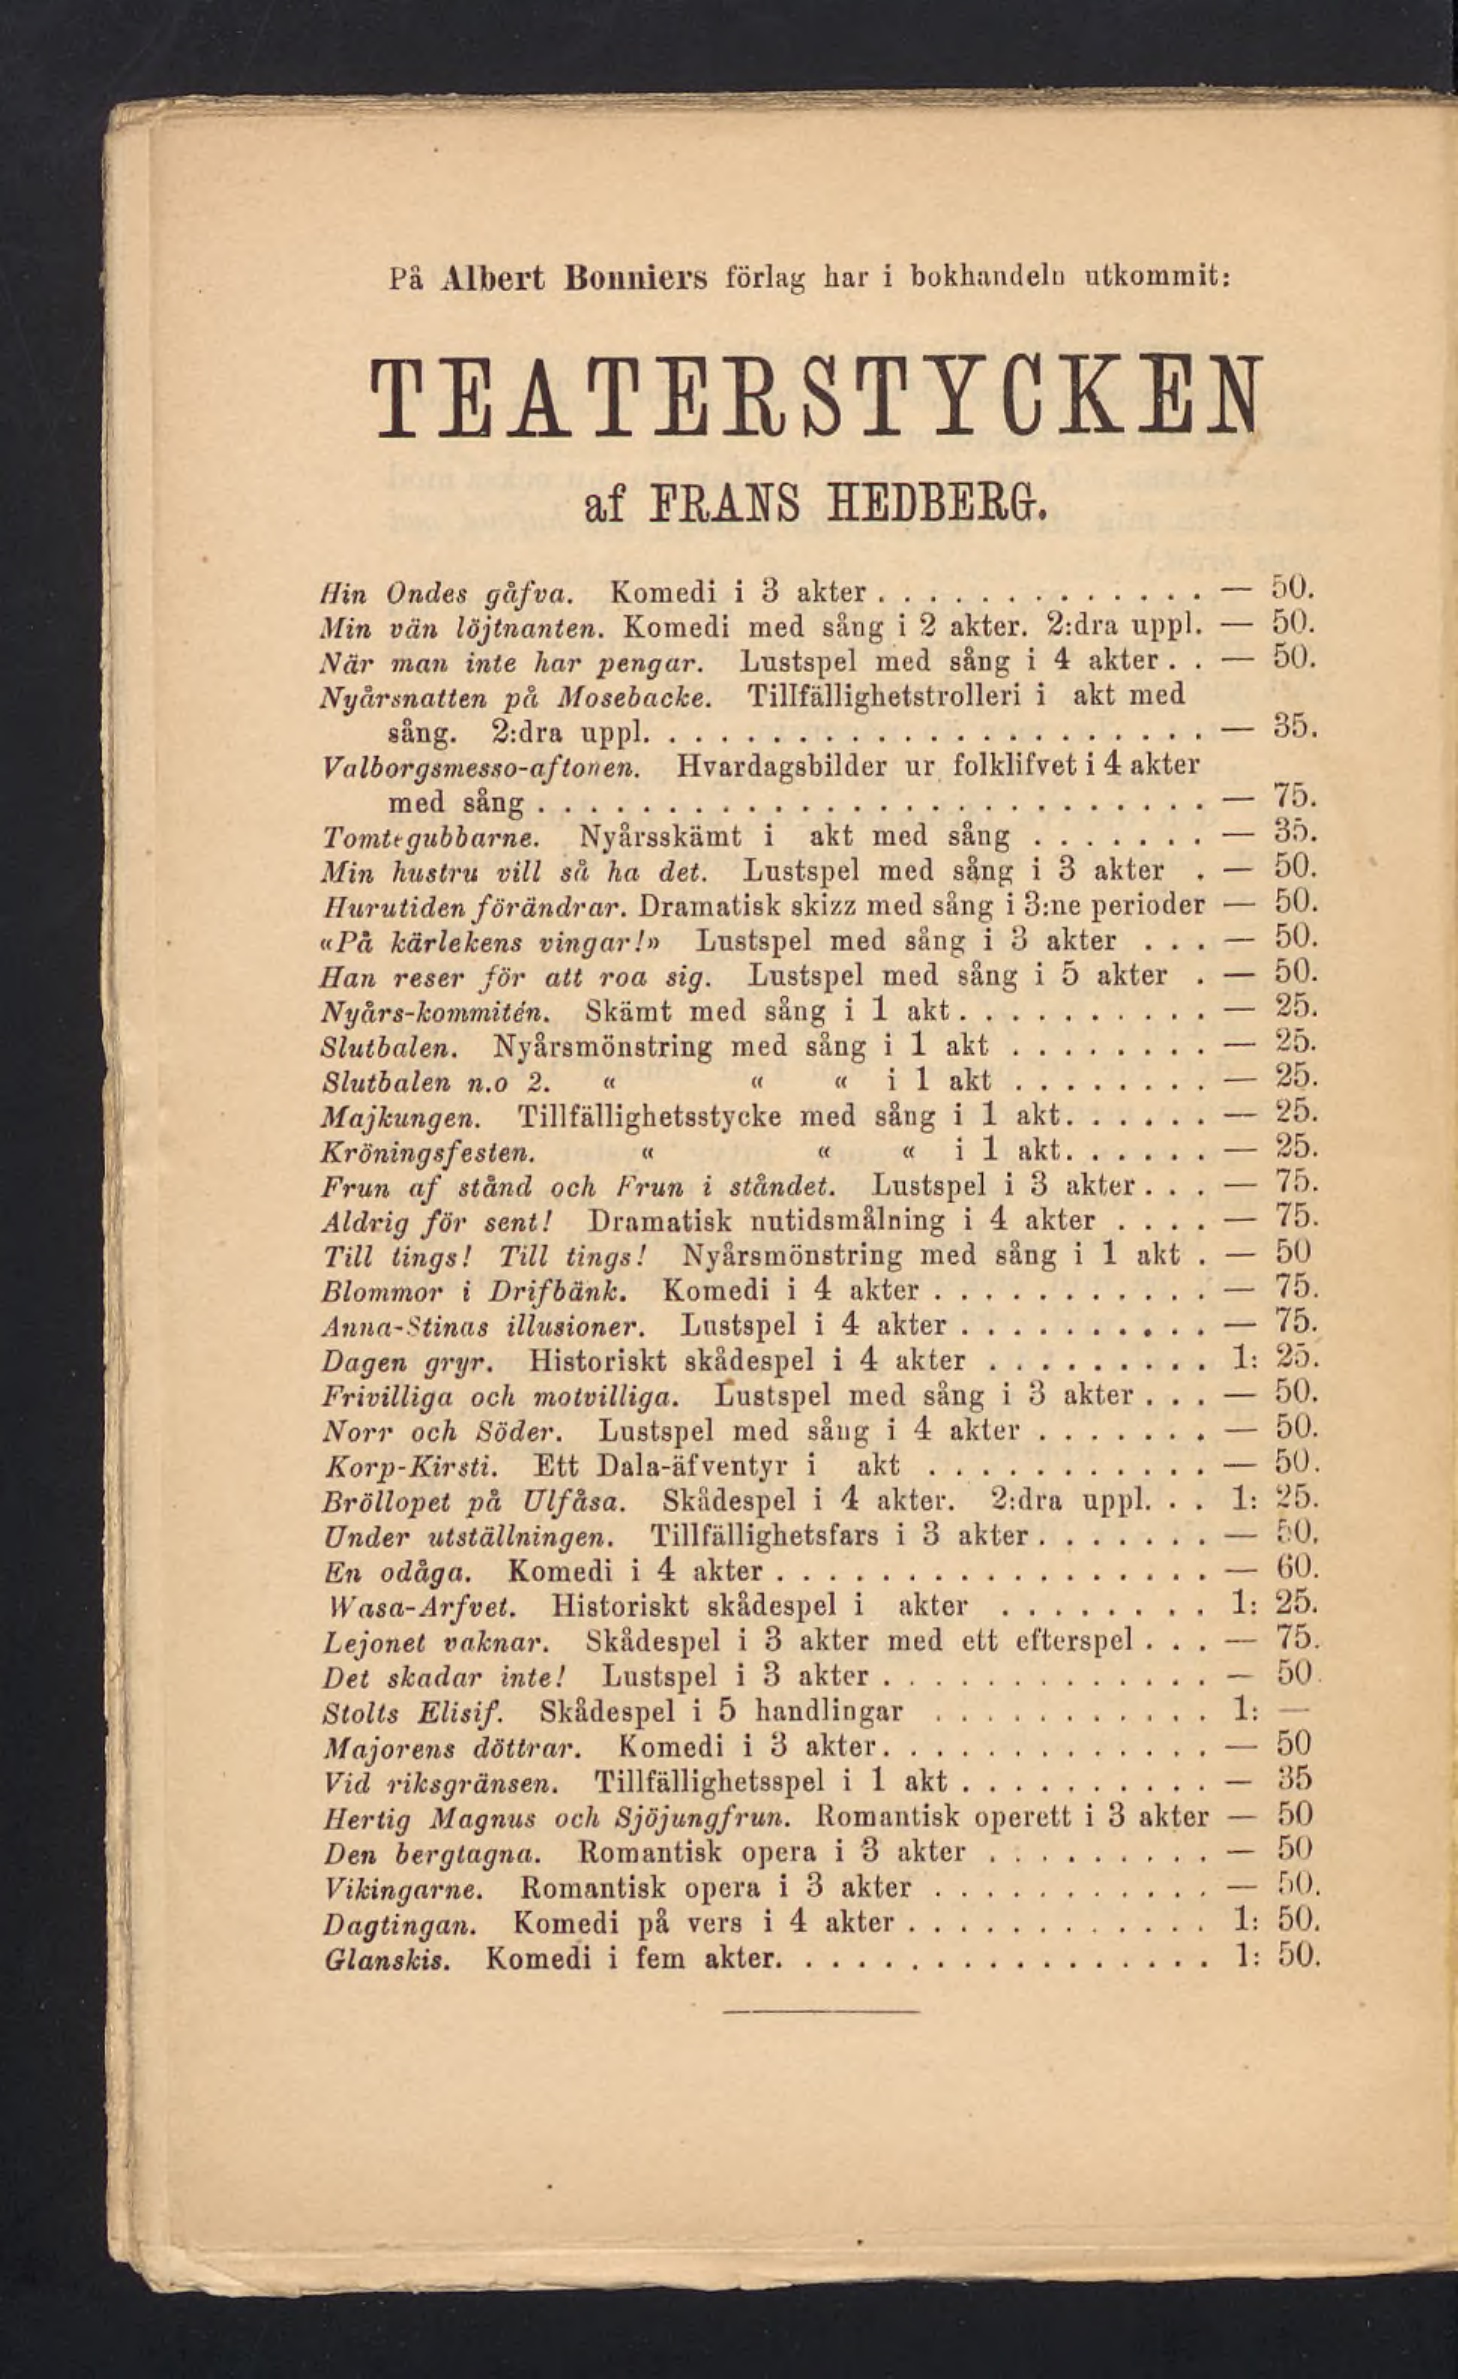 På Albert Bonniers förlag har i bokhandeln utkommit:
TEATERSTYCKEN
af FRANS HEDBERG.
Hin Ondes gåfva. Komedi i 3 akter . . . . . . . . . . . . . — 50.
Min vän löjtnanten. Komedi med sång i 2 akter. 2:dra uppl. — 50.
När man inte har pengar. Lustspel med sång i 4 akter . . — 50.
Nyårsnatten på Mosebacke. Tillfällighetstrolleri i akt med
sång. 2:dra uppl. . . . . . . . . . . . . . . . . . . . . . — 35.
Valborgsmesso-aftonen. Hvardagsbilder ur folklifvet i 4 akter
med sång . . . . . . . . . . . . . . . . . . . . . . . . . . — 75.
Tomtegubbarne. Nyårsskämt i akt med sång . . . . . . . — 35.
Min hustru vill så ha det. Lustspel med sång i 3 akter . — 50.
Hurutiden förändrar. Dramatisk skizz med sång i 3:ne perioder — 50.
«På kärlekens vingar!» Lustspel med sång i 3 akter . . . — 50.
Han reser för att roa sig. Lustspel med sång i 5 akter . — 50.
Nyårs-kommitén. Skämt med sång i 1 akt. . . . . . . . . . — 25.
Slutbalen. Nyårsmönstring med sång i 1 akt . . . . . . . . — 25.
Slutbalen n.o 2. « « « i 1 akt . . . . . . . . — 25.
Majkungen. Tillfällighetsstycke med sång i 1 akt. . . . . . — 25.
Kröningsfesten. « « « i 1 akt. . . . . . — 25.
Frun af stånd och Frun i ståndet. Lustspel i 3 akter . . . — 75.
Aldrig för sent! Dramatisk nutidsmålning i 4 akter . . . . — 75.
Till tings! Till tings! Nyårsmönstring med sång i 1 akt . — 50
Blommor i Drifbänk. Komedi i 4 akter . . . . . . . . . . . — 75.
Anna-Stinas illusioner. Lustspel i 4 akter . . . . . . . . . . — 75.
Dagen gryr. Historiskt skådespel i 4 akter . . . . . . . . . 1: 25.
Frivilliga och motvilliga. Lustspel med sång i 3 akter . . . — 50.
Norr och Söder. Lustspel med sång i 4 akter . . . . . . . — 50.
Korp-Kirsti. Ett Dala-äfventyr i akt . . . . . . . . . . . — 50.
Bröllopet på Ulfåsa. Skådespel i 4 akter. 2:dra uppl. . . 1: 25.
Under utställningen. Tillfällighetsfars i 3 akter . . . . . . . — 50.
En odåga. Komedi i 4 akter . . . . . . . . . . . . . . . . . — 60.
Wasa-Arfvet. Historiskt skådespel i akter . . . . . . . . 1: 25.
Lejonet vaknar. Skådespel i 3 akter med ett efterspel . . . — 75.
Det skadar inte! Lustspel i 3 akter . . . . . . . . . . . . . — 50.
Stolts Elisif. Skådespel i 5 handlingar . . . . . . . . . . . 1: —
Majorens döttrar. Komedi i 3 akter. . . . . . . . . . . . . — 50
Vid riksgränsen. Tillfällighetsspel i 1 akt . . . . . . . . . . — 35
Hertig Magnus och Sjöjungfrun. Romantisk operett i 3 akter — 50
Den bergtagna. Romantisk opera i 3 akter . . . . . . . . . — 50
Vikingarne. Romantisk opera i 3 akter . . . . . . . . . . . — 50.
Dagtingan. Komedi på vers i 4 akter . . . . . . . . . . . . 1: 50.
Glanskis. Komedi i fem akter. . . . . . . . . . . . . . . . . 1: 50.